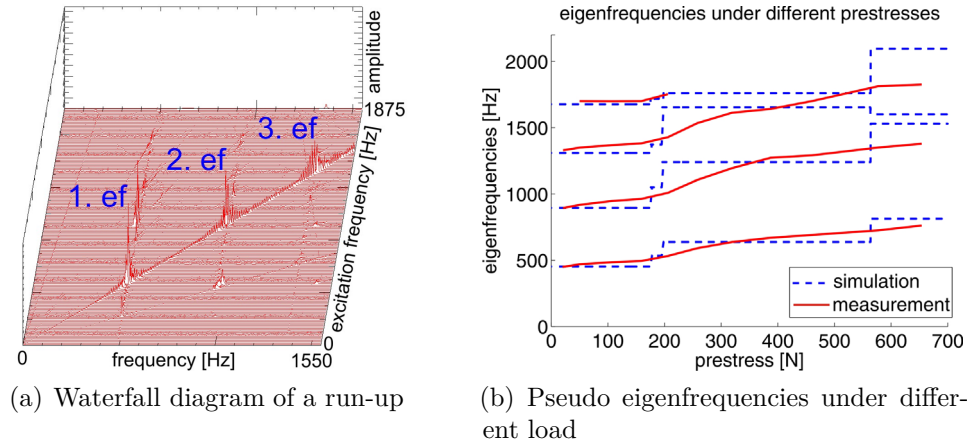 amplitude
1875
3. ef
2. ef
1. ef
excitation frequency [Hz]
0
0
frequency [Hz]
1550
(a) Waterfall diagram of a run-up
eigenfrequencies under different prestresses
eigenfrequencies [Hz]
2000
1500
1000
500
0
simulation
measurement
0 100 200 300 400 500 600 700
prestress [N]
(b) Pseudo eigenfrequencies under differ-
ent load